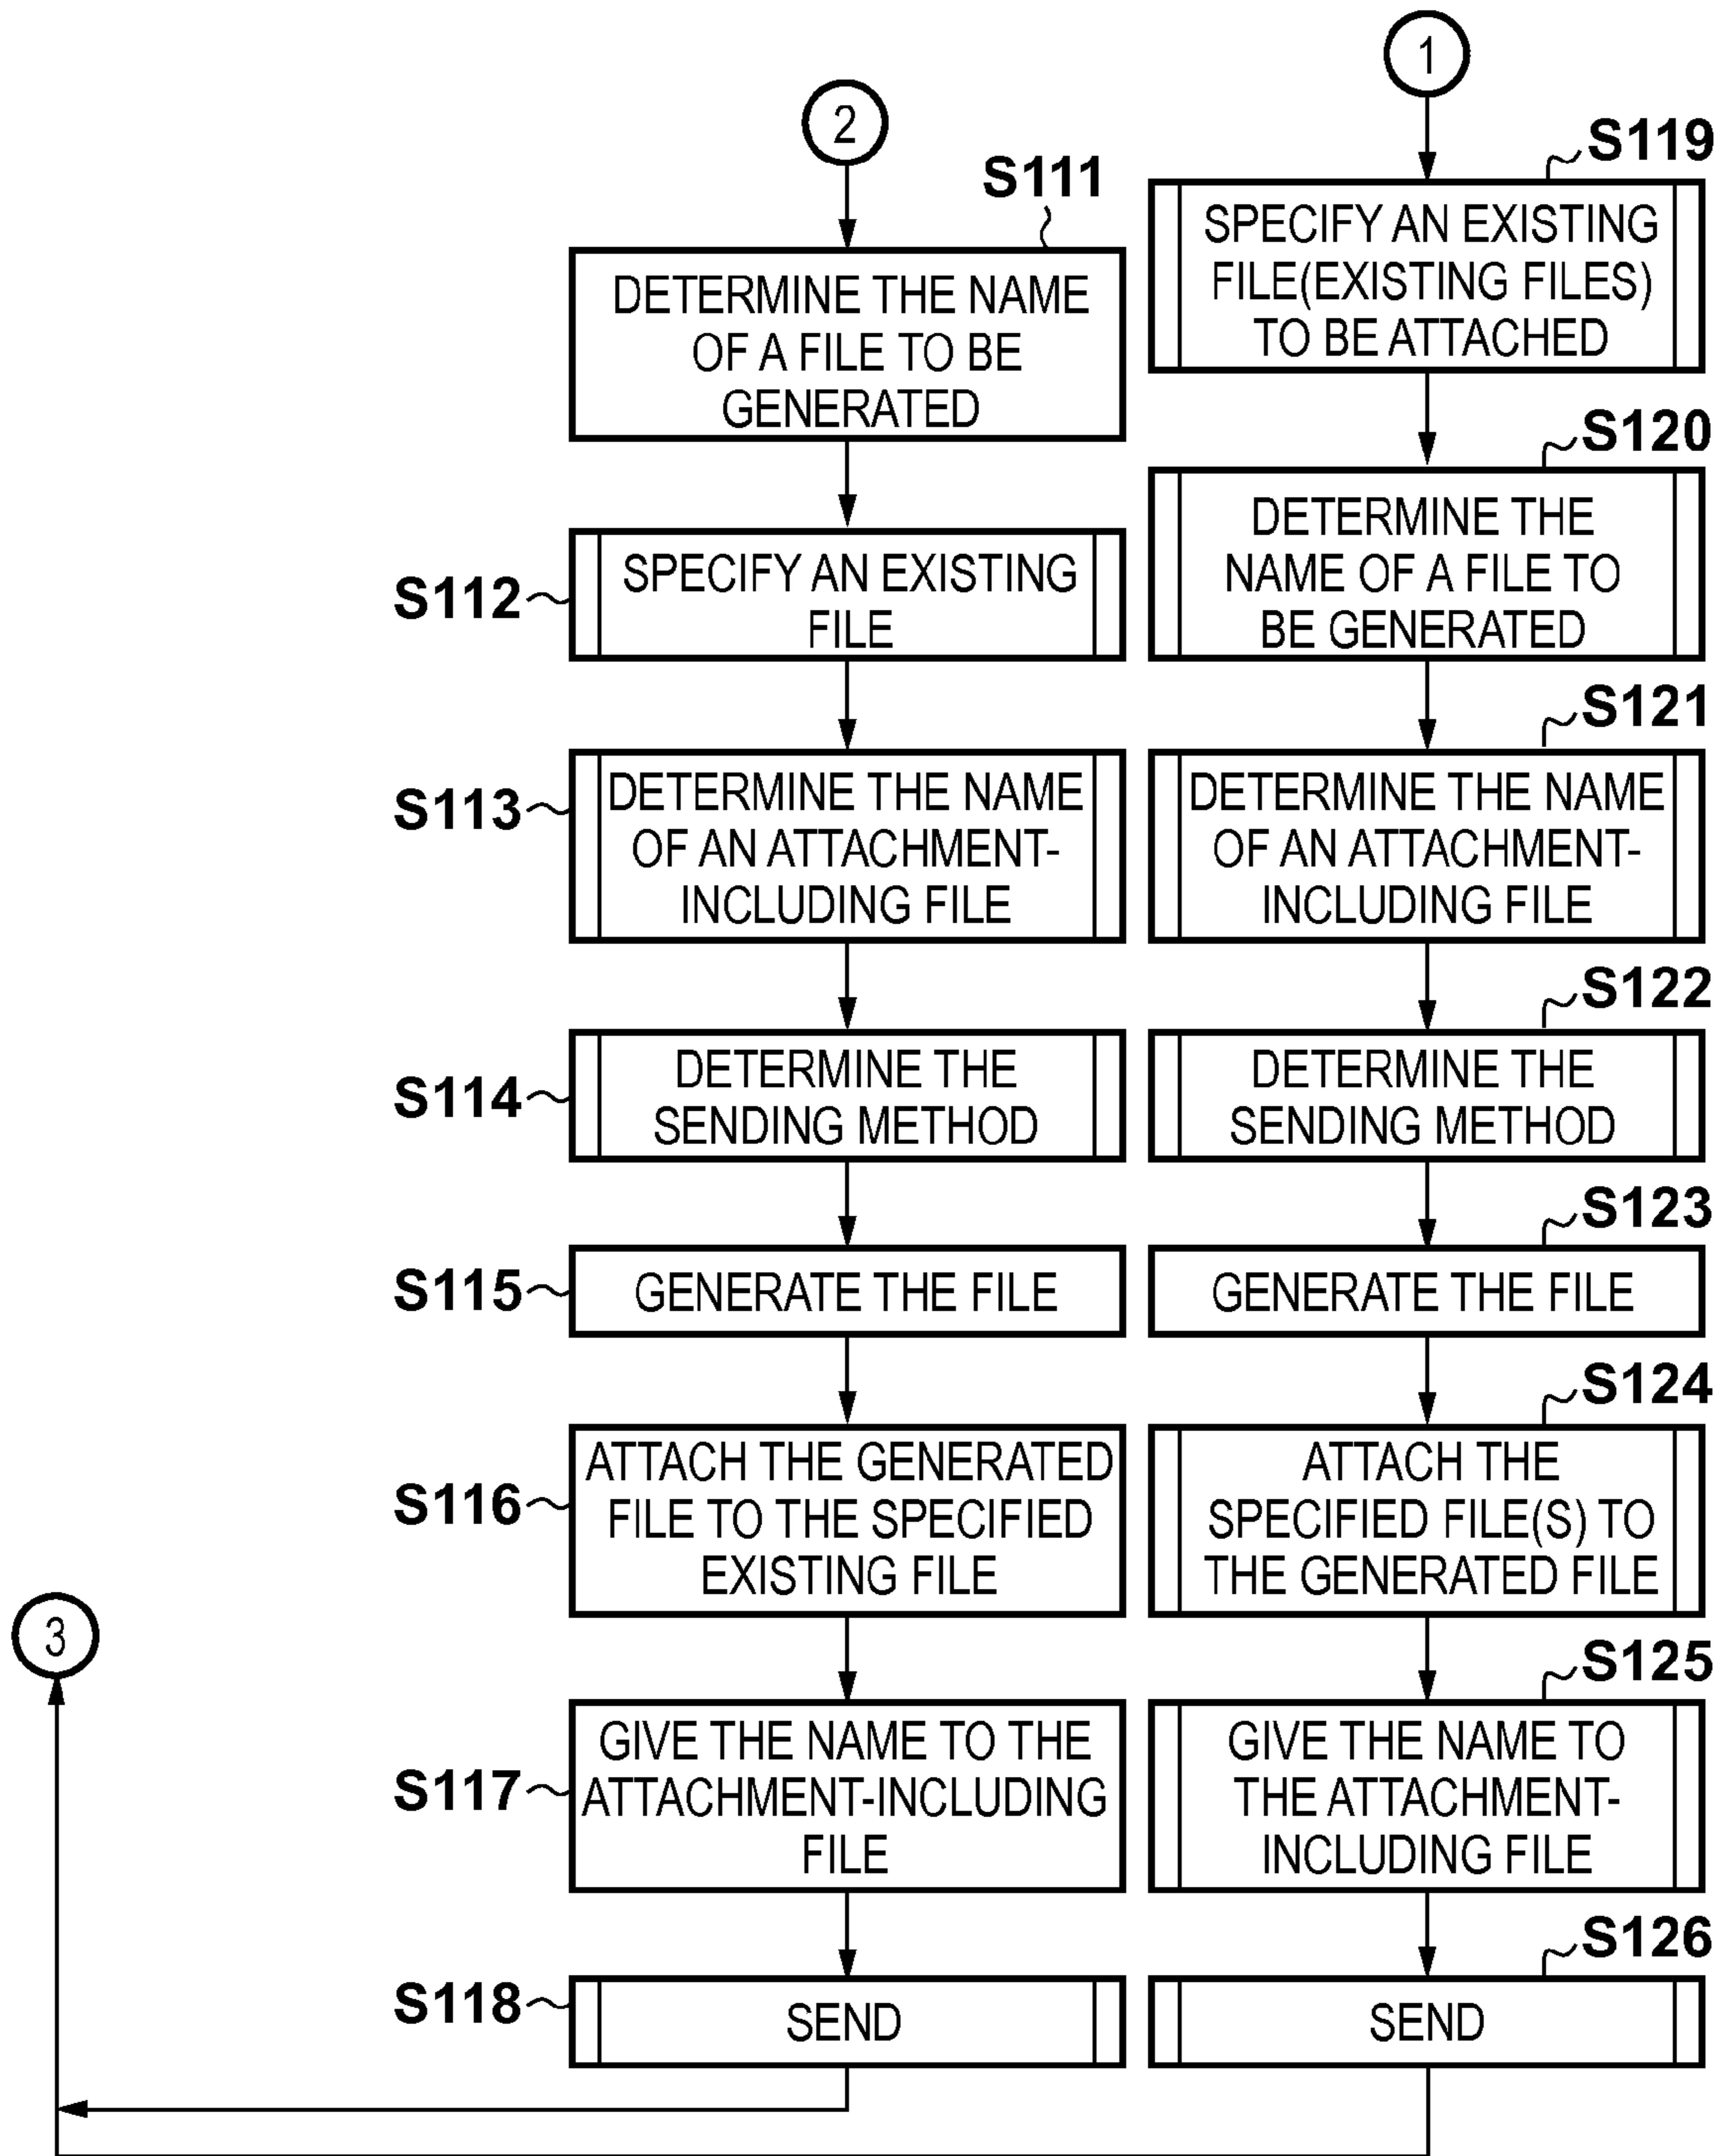 2
S111
DETERMINE THE NAME
OF A FILE TO BE
GENERATED
S112
SPECIFY AN EXISTING
FILE
S113
DETERMINE THE NAME
OF AN ATTACHMENT-
INCLUDING FILE
S114
DETERMINE THE
SENDING METHOD
S115
GENERATE THE FILE
S116
ATTACH THE GENERATED
FILE TO THE SPECIFIED
EXISTING FILE
S117
GIVE THE NAME TO THE
ATTACHMENT-INCLUDING
FILE
S118
SEND
1
S119
SPECIFY AN EXISTING
FILE(EXISTING FILES)
TO BE ATTACHED
S120
DETERMINE THE
NAME OF A FILE TO
BE GENERATED
S121
DETERMINE THE NAME
OF AN ATTACHMENT-
INCLUDING FILE
S122
DETERMINE THE
SENDING METHOD
S123
GENERATE THE FILE
S124
ATTACH THE
SPECIFIED FILE(S) TO
THE GENERATED FILE
S125
GIVE THE NAME TO
THE ATTACHMENT-
INCLUDING FILE
S126
SEND
3